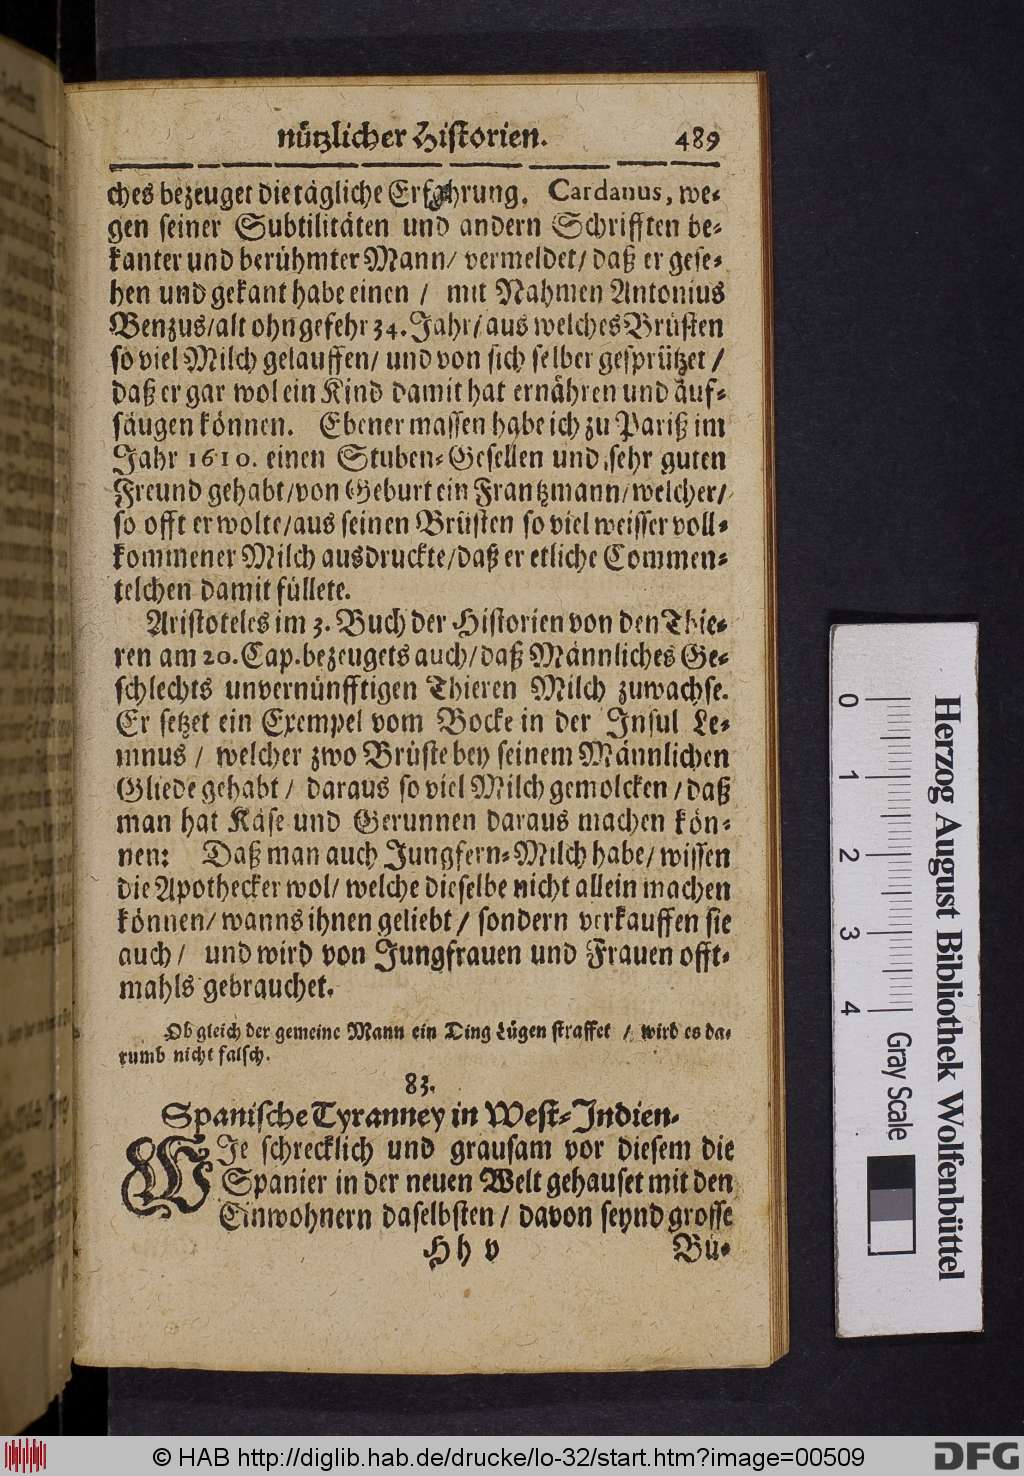 nützlicher Historien. 489
ches bezeuget die tägliche Erfahrung. Cardanus, we-
gen seiner Subtilitäten und andern Schrifften be-
kanter und berühmter Mann/ vermeldet/ daß er gese-
hen und gekant habe einen / mit Nahmen Antonius
Benzus/ alt ohngefehr 34. Jahr/ aus welches Brüsten
so viel Milch gelauffen/ und von sich selber gesprützet /
daß er gar wol ein Kind damit hat ernähren und auf-
säugen können. Ebener massen habe ich zu Pariß im
Jahr 1610. einen Stuben-Gesellen und sehr guten
Freund gehabt/ von Geburt ein Frantzmann/ welcher/
so offt er wolte/ aus seinen Brüsten so viel weisser voll-
kommener Milch ausdruckte/ daß er etliche Commen-
telchen damit füllete.
Aristoteles im 3. Buch der Historien von den Thie-
ren am 20. Cap. bezeugets auch/ daß Männliches Ge-
schlechts unvernünfftigen Thieren Milch zuwachse.
Er setzet ein Exempel vom Bocke in der Insul Le-
mnus / welcher zwo Brüste bey seinem Männlichen
Gliede gehabt / daraus so viel Milch gemolcken / daß
man hat Käse und Gerunnen daraus machen kön-
nen: Daß man auch Jungfern-Milch habe/ wissen
die Apothecker wol/ welche dieselbe nicht allein machen
können/ wanns ihnen geliebt / sondern verkauffen sie
auch / und wird von Jungfrauen und Frauen offt-
mahls gebrauchet.
Ob gleich der gemeine Mann ein Ding Lügen straffet / wird es da-
rumb nicht falsch.
83.
Spanische Tyranney in West-Indien.
WJe schrecklich und grausam vor diesem die
Spanier in der neuen Welt gehauset mit den
Einwohnern daselbsten / davon seynd grosse
H h v Bü-
0 1 2 3 4 Gray Scale
Herzog August Bibliothek Wolfenbüttel
© HAB http://diglib.hab.de/drucke/lo-32/start.htm?image=00509
DFG